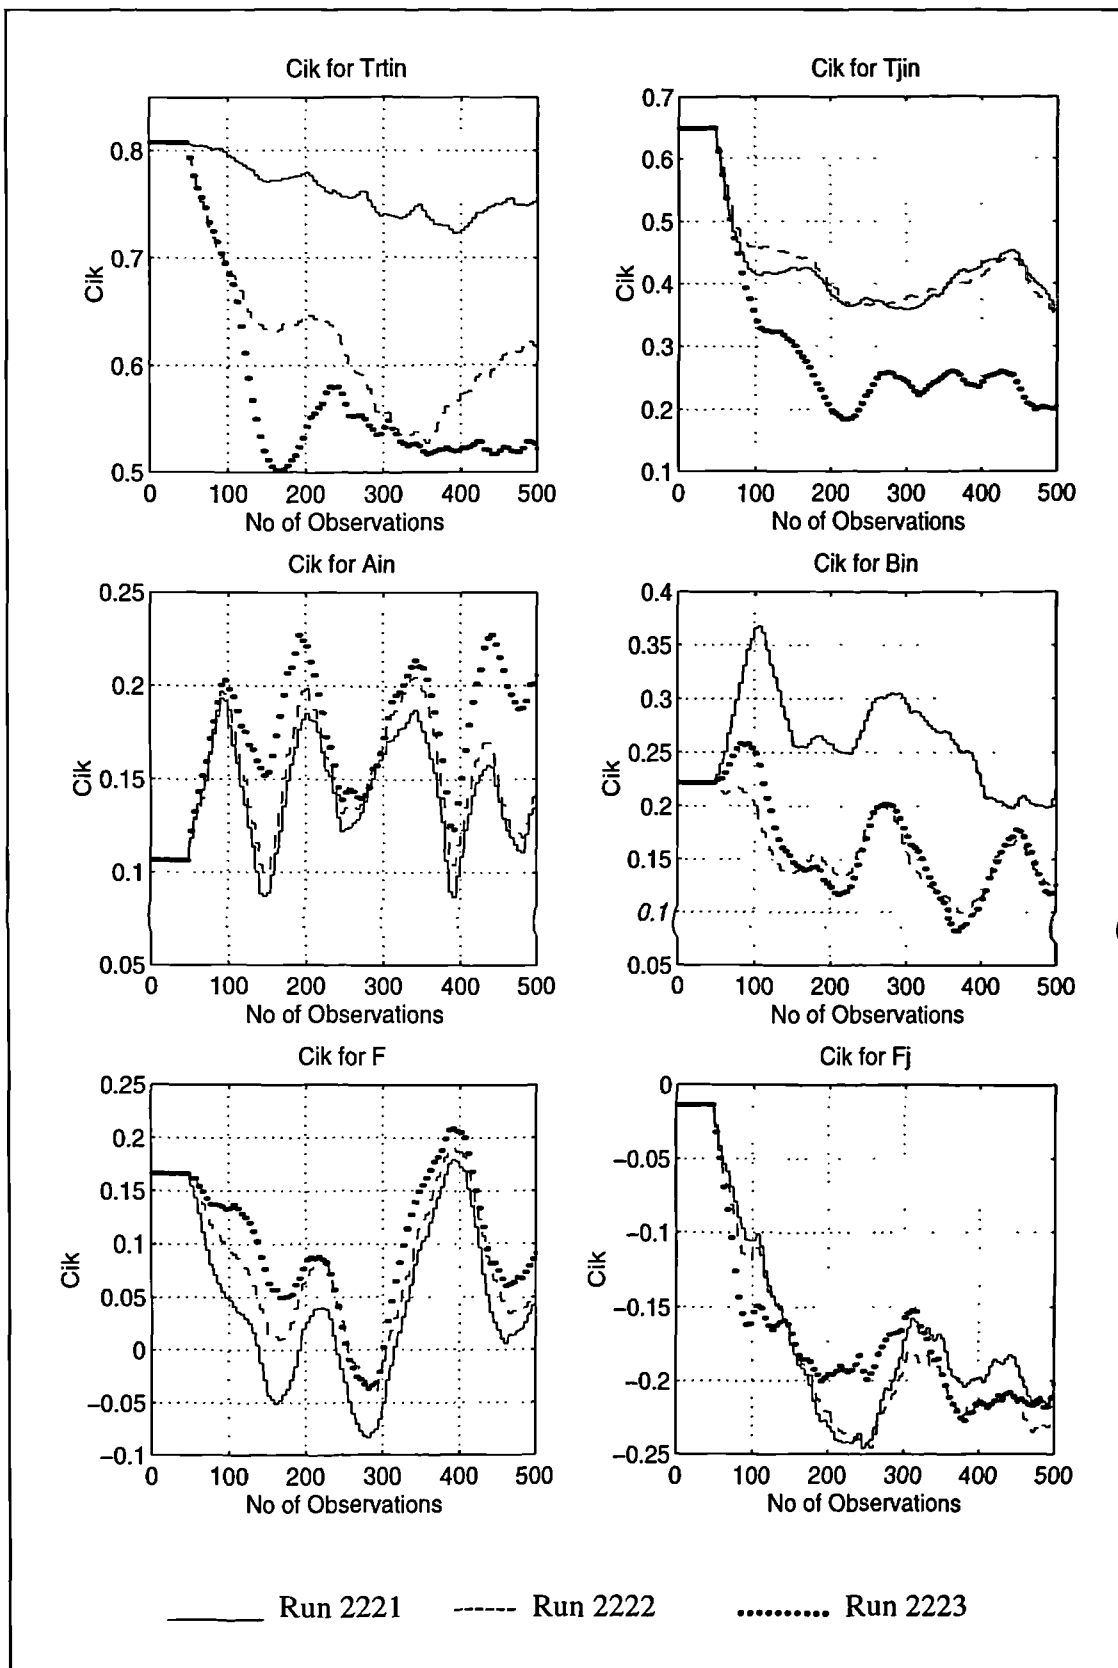 Cik for Trtin
0.8
0.7
0.6
0.5
Cik
0 100 200 300 400 500
No of Observations
Cik for Tjin
0.7
0.6
0.5
0.4
0.3
0.2
0.1
Cik
0 100 200 300 400 500
No of Observations
Cik for Ain
0.25
0.2
0.15
0.1
0.05
Cik
0 100 200 300 400 500
No of Observations
Cik for Bin
0.4
0.35
0.3
0.25
0.2
0.15
0.1
0.05
Cik
0 100 200 300 400 500
No of Observations
Cik for F
0.25
0.2
0.15
0.1
0.05
0
−0.05
−0.1
Cik
0 100 200 300 400 500
No of Observations
Cik for Fj
0
−0.05
−0.1
−0.15
−0.2
−0.25
Cik
0 100 200 300 400 500
No of Observations
Run 2221 Run 2222 Run 2223